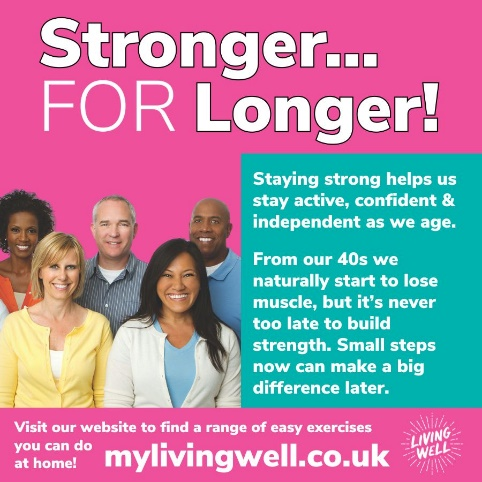 Stronger...
FOR Longer!
Staying strong helps us
stay active, confident &
independent as we age.
From our 40s we
naturally start to lose
muscle, but it's never
too late to build
strength. Small steps
now can make a big
difference later.
Visit our website to find a range of easy exercises
you can do
at home! mylivingwell.co.uk
LIVING
WELL